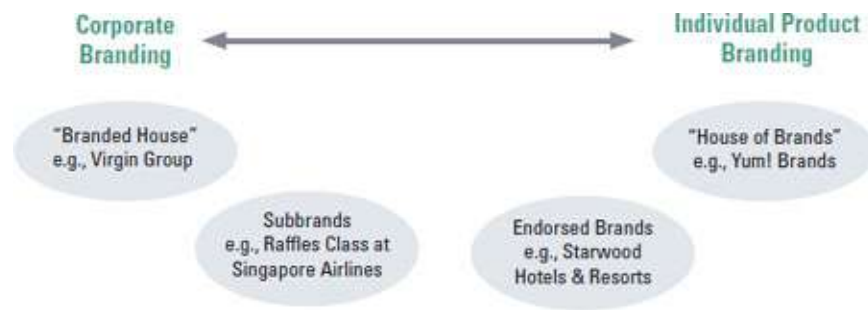 Corporate
Branding
Individual Product
Branding
"Branded House"
e.g., Virgin Group
"House of Brands"
e.g., Yum! Brands
Subbrands
e.g., Raffles Class at
Singapore Airlines
Endorsed Brands
e.g., Starwood
Hotels & Resorts